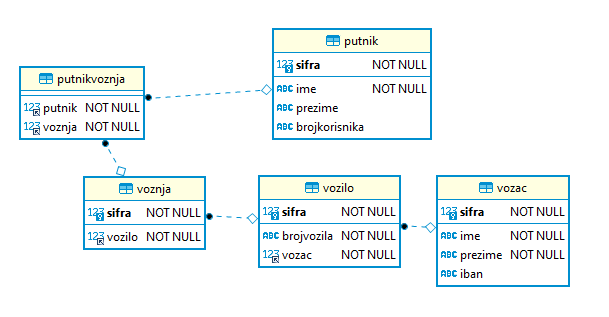 putnik
sifra NOT NULL
ABC ime NOT NULL
ABC prezime
ABC brojkorisnika
putnikvoznja
123 putnik NOT NULL
123 voznja NOT NULL
voznja
123 sifra NOT NULL
123 vozilo NOT NULL
vozilo
123 sifra NOT NULL
ABC brojvozila NOT NULL
123 vozac NOT NULL
vozac
123 sifra NOT NULL
ABC ime NOT NULL
ABC prezime NOT NULL
ABC iban